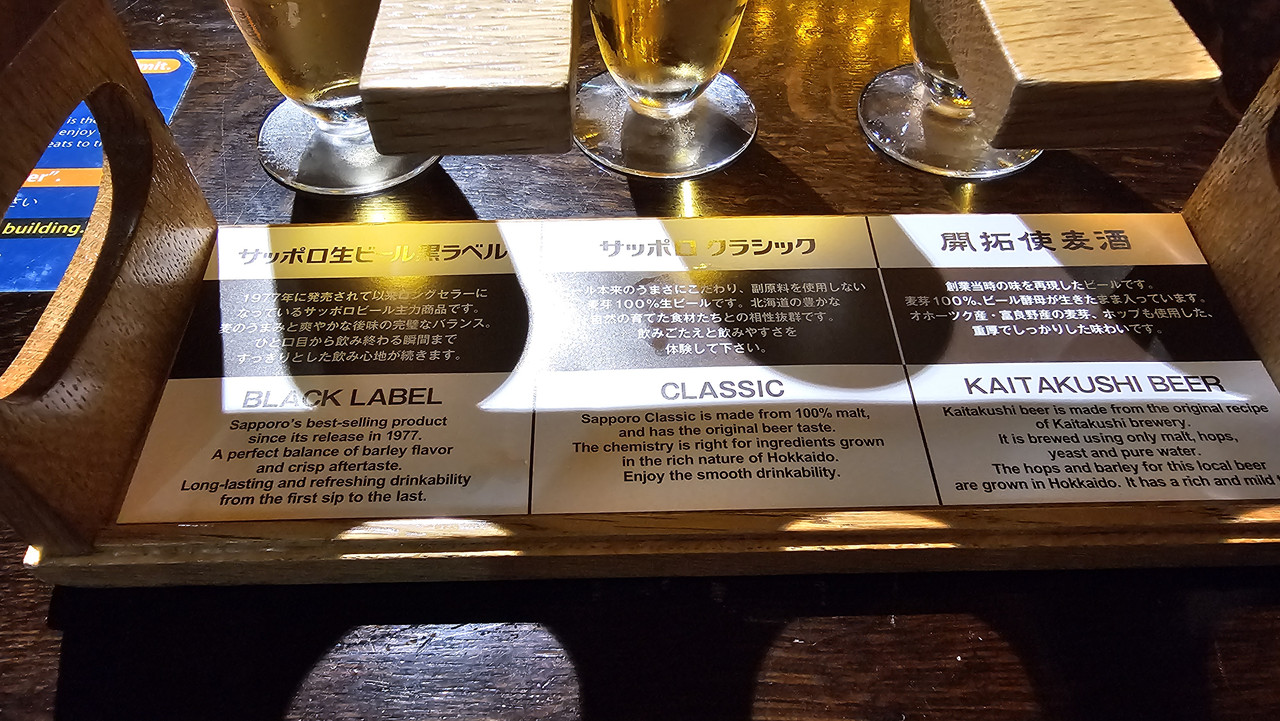 mit.
is the
enjoy
eats to t
er".
さい
building.
サッポロ生ビール黒ラベル
1977年に発売されて以来ロングセラーに
なっているサッポロビール主力商品です。
麦のうまみと爽やかな後味の完璧なバランス。
ひと口目から飲み終わる瞬間まで
すっきりとした飲み心地が続きます。
BLACK LABEL
Sapporo's best-selling product
since its release in 1977.
A perfect balance of barley flavor
and crisp aftertaste.
Long-lasting and refreshing drinkability
from the first sip to the last.
サッポロ クラシック
ール本来のうまさにこだわり、副原料を使用しない
麦芽100%生ビールです。北海道の豊かな
自然の育てた食材たちとの相性抜群です。
飲みごたえと飲みやすさを
体験して下さい。
CLASSIC
Sapporo Classic is made from 100% malt,
and has the original beer taste.
The chemistry is right for ingredients grown
in the rich nature of Hokkaido.
Enjoy the smooth drinkability.
開拓使麦酒
創業当時の味を再現したビールです。
麦芽100%、ビール酵母が生きたまま入っています。
オホーツク産・富良野産の麦芽、ホップも使用した、
重厚でしっかりした味わいです。
KAITAKUSHI BEER
Kaitakushi beer is made from the original recipe
of Kaitakushi brewery.
It is brewed using only malt, hops,
yeast and pure water.
The hops and barley for this local beer
are grown in Hokkaido. It has a rich and mild